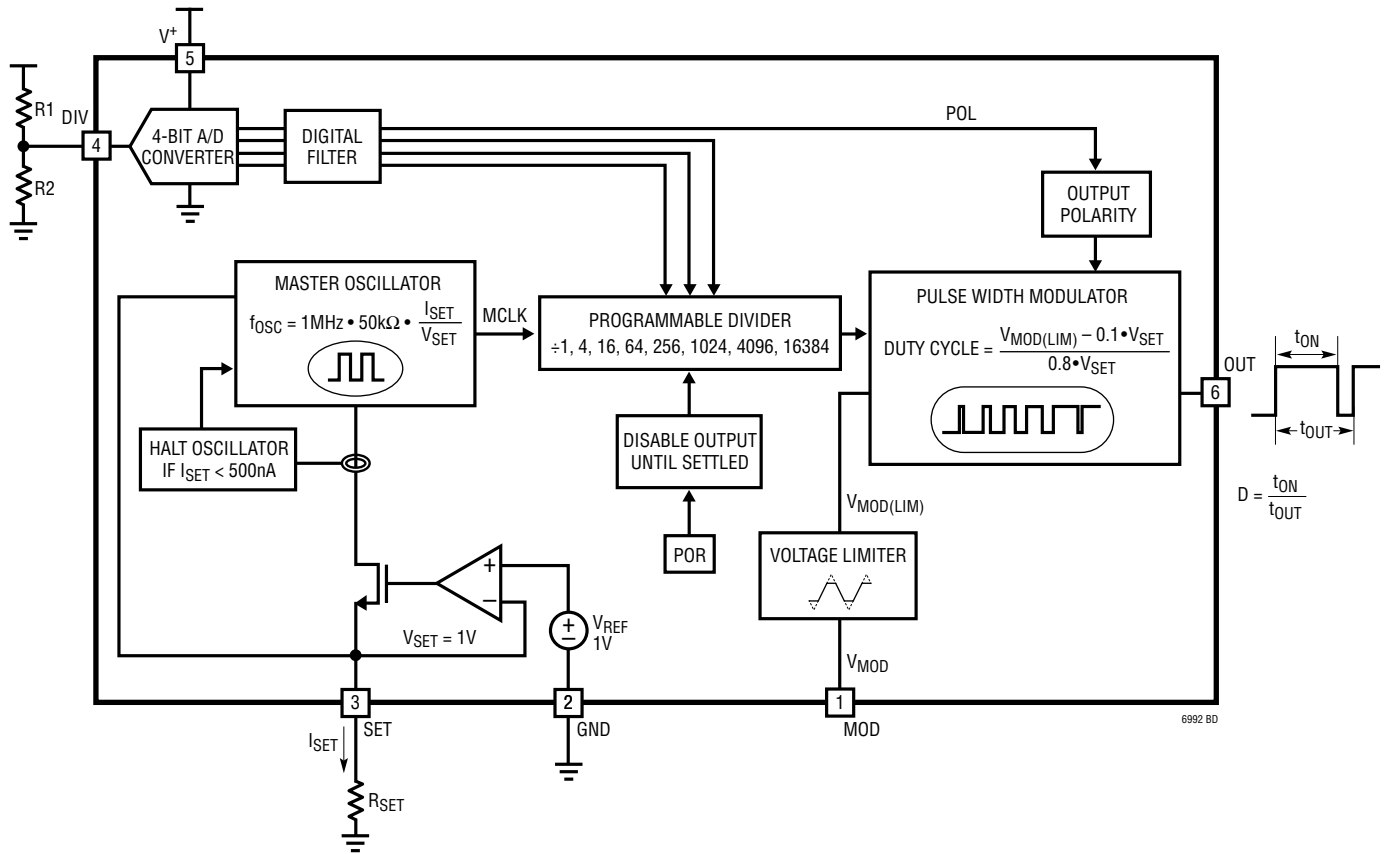 V+
5
R1
DIV
4
R2
4-BIT A/D
CONVERTER
DIGITAL
FILTER
POL
OUTPUT
POLARITY
MASTER OSCILLATOR
fOSC = 1MHz • 50kΩ • ISET / VSET
MCLK
PROGRAMMABLE DIVIDER
÷1, 4, 16, 64, 256, 1024, 4096, 16384
PULSE WIDTH MODULATOR
DUTY CYCLE = VMOD(LIM) – 0.1•VSET / 0.8•VSET
OUT
6
tON
tOUT
D = tON / tOUT
HALT OSCILLATOR
IF ISET < 500nA
DISABLE OUTPUT
UNTIL SETTLED
POR
VMOD(LIM)
VOLTAGE LIMITER
VMOD
+
–
VSET = 1V
+
–
VREF
1V
3
SET
2
GND
1
MOD
6992 BD
ISET
RSET